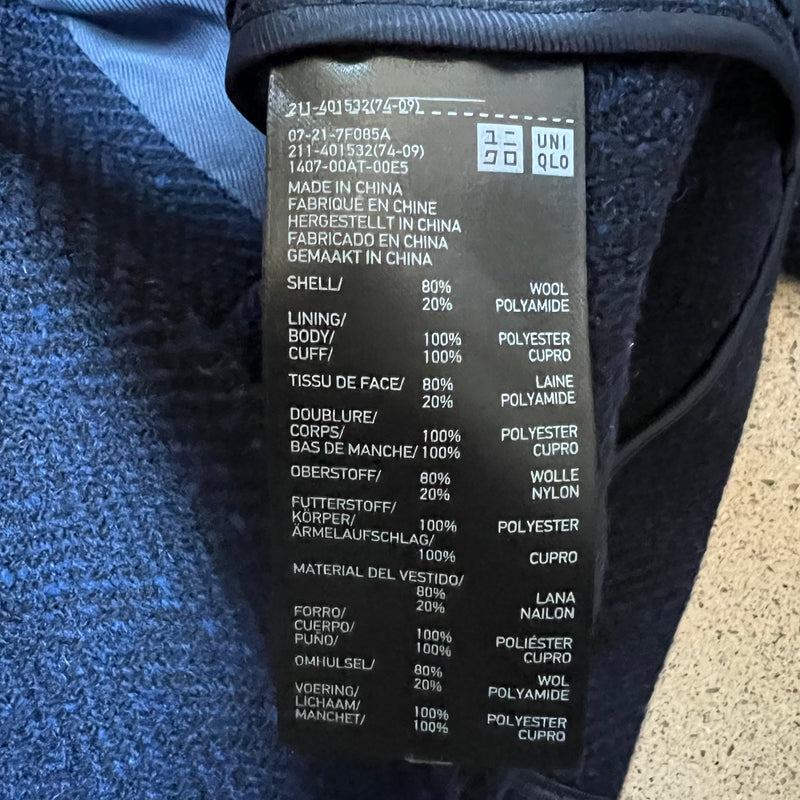 211-401532(74-09)
07-21-7F085A
211-401532(74-09)
1407-00AT-00E5
ユニ
クロ
UNI
QLO
MADE IN CHINA
FABRIQUE EN CHINE
HERGESTELLT IN CHINA
FABRICADO EN CHINA
GEMAAKT IN CHINA
SHELL/ 80% WOOL
20% POLYAMIDE
LINING/
BODY/ 100% POLYESTER
CUFF/ 100% CUPRO
TISSU DE FACE/ 80% LAINE
20% POLYAMIDE
DOUBLURE/
CORPS/ 100% POLYESTER
BAS DE MANCHE/ 100% CUPRO
OBERSTOFF/ 80% WOLLE
20% NYLON
FUTTERSTOFF/
KÖRPER/ 100% POLYESTER
ÄRMELAUFSCHLAG/
100% CUPRO
MATERIAL DEL VESTIDO/
80% LANA
20% NAILON
FORRO/
CUERPO/ 100% POLIÉSTER
PUÑO/ 100% CUPRO
OMHULSEL/ 80% WOL
20% POLYAMIDE
VOERING/
LICHAAM/ 100% POLYESTER
MANCHET/ 100% CUPRO